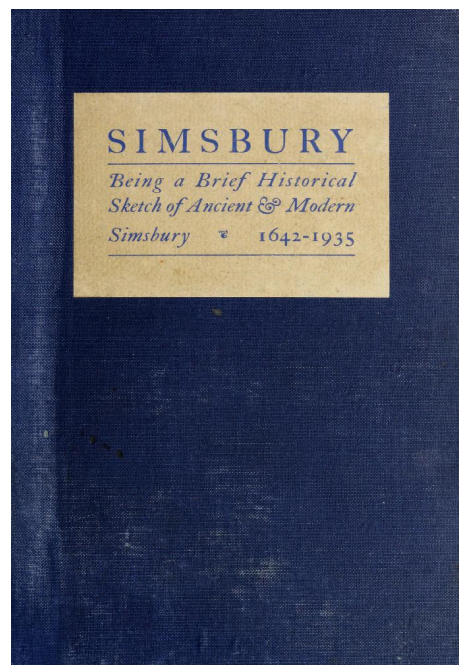 SIMSBURY
Being a Brief Historical
Sketch of Ancient & Modern
Simsbury ❦ 1642-1935